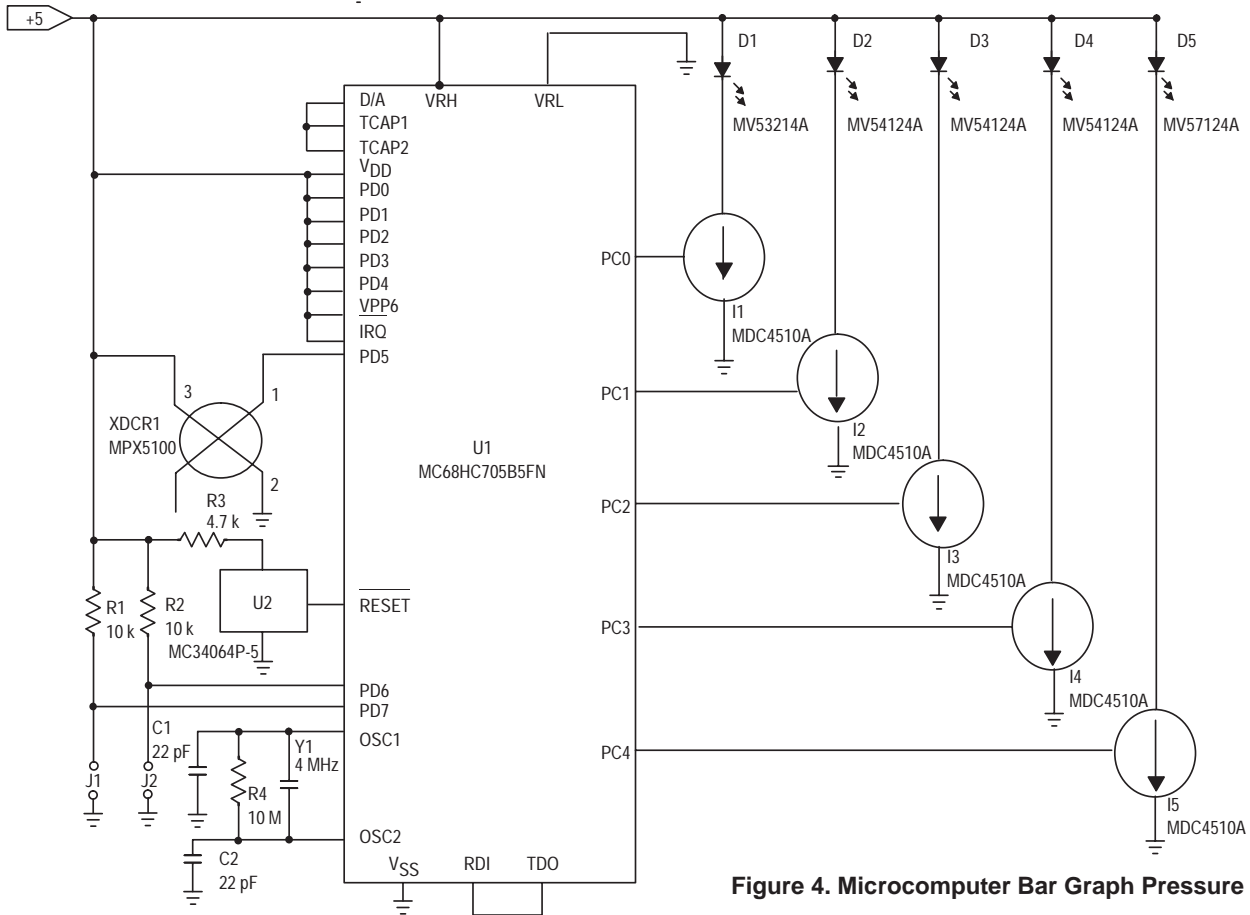 +5
D1
D2
D3
D4
D5
D/A
VRH
VRL
TCAP1
TCAP2
VDD
PD0
PD1
PD2
PD3
PD4
VPP6
IRQ
PD5
MV53214A
MV54124A
MV54124A
MV54124A
MV57124A
PC0
I1
MDC4510A
PC1
I2
MDC4510A
PC2
I3
MDC4510A
PC3
I4
MDC4510A
PC4
I5
MDC4510A
3
1
XDCR1
MPX5100
2
U1
MC68HC705B5FN
R3
4.7 k
R1
10 k
R2
10 k
U2
MC34064P-5
RESET
PD6
PD7
C1
22 pF
OSC1
Y1
4 MHz
R4
10 M
J1
J2
OSC2
C2
22 pF
VSS
RDI
TDO
Figure 4. Microcomputer Bar Graph Pressure